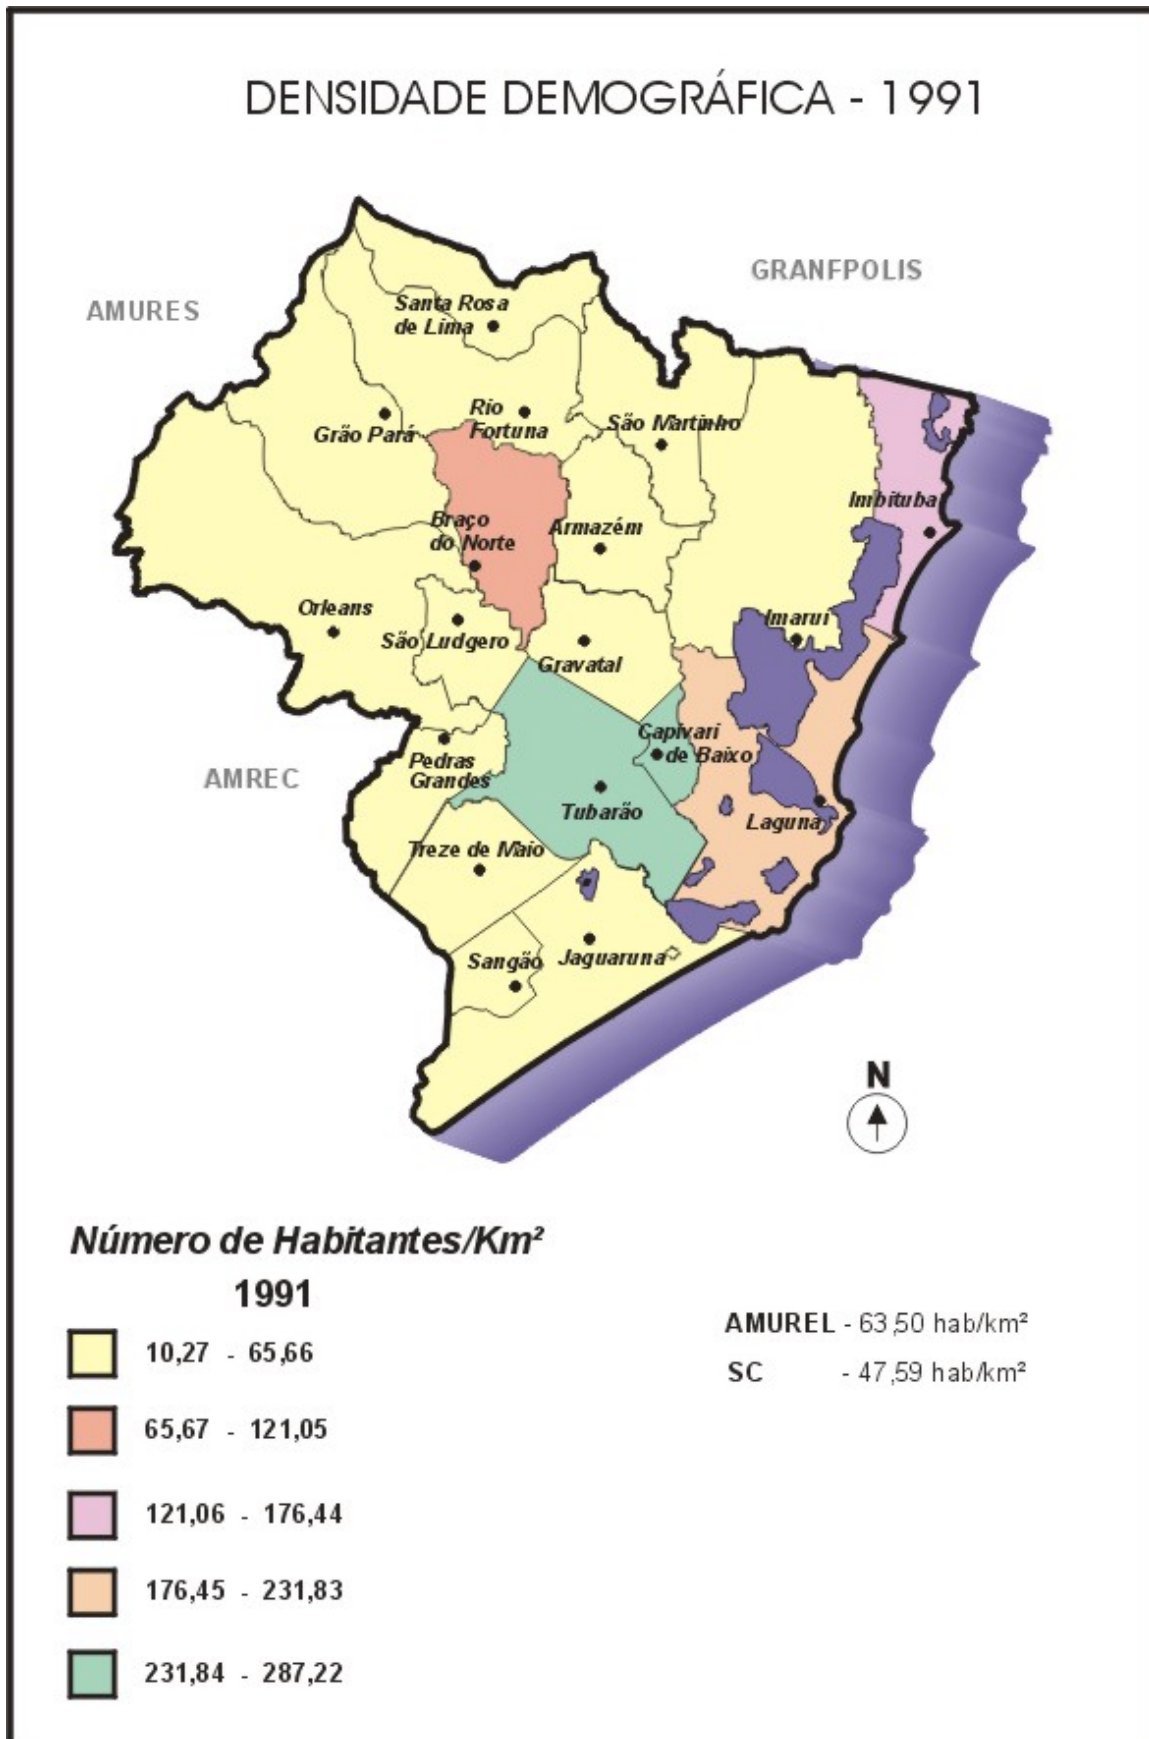 DENSIDADE DEMOGRÁFICA - 1991
GRANFPOLIS
AMURES
Santa Rosa
de Lima
Rio
Fortuna
Grão Pará
São Martinho
Imbituba
Braço
do Norte
Armazém
Orleans
São Ludgero
Gravatal
Imaruí
Capivari
de Baixo
Pedras
Grandes
AMREC
Tubarão
Laguna
Treze de Maio
Sangão
Jaguaruna
N
Número de Habitantes/Km²
1991
10,27 - 65,66
65,67 - 121,05
121,06 - 176,44
176,45 - 231,83
231,84 - 287,22
AMUREL - 63,50 hab/km²
SC - 47,59 hab/km²